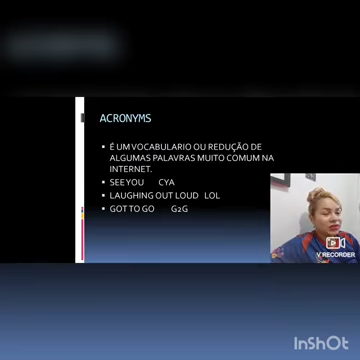 ACRONYMS
É UM VOCABULARIO OU REDUÇÃO DE
ALGUMAS PALAVRAS MUITO COMUM NA
INTERNET.
SEE YOU CYA
LAUGHING OUT LOUD LOL
GOT TO GO G2G
V RECORDER
InShOt